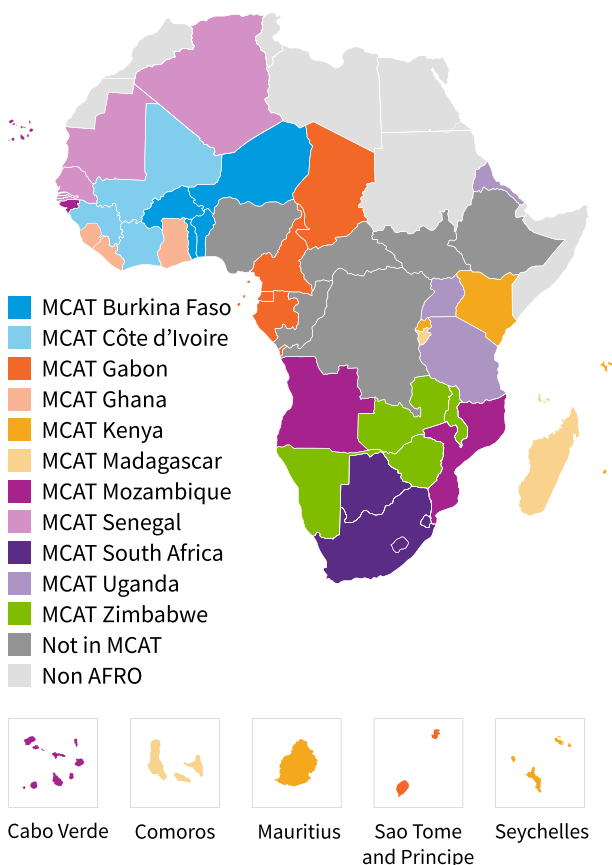 MCAT Burkina Faso
MCAT Côte d’Ivoire
MCAT Gabon
MCAT Ghana
MCAT Kenya
MCAT Madagascar
MCAT Mozambique
MCAT Senegal
MCAT South Africa
MCAT Uganda
MCAT Zimbabwe
Not in MCAT
Non AFRO
Cabo Verde
Comoros
Mauritius
Sao Tome
and Principe
Seychelles